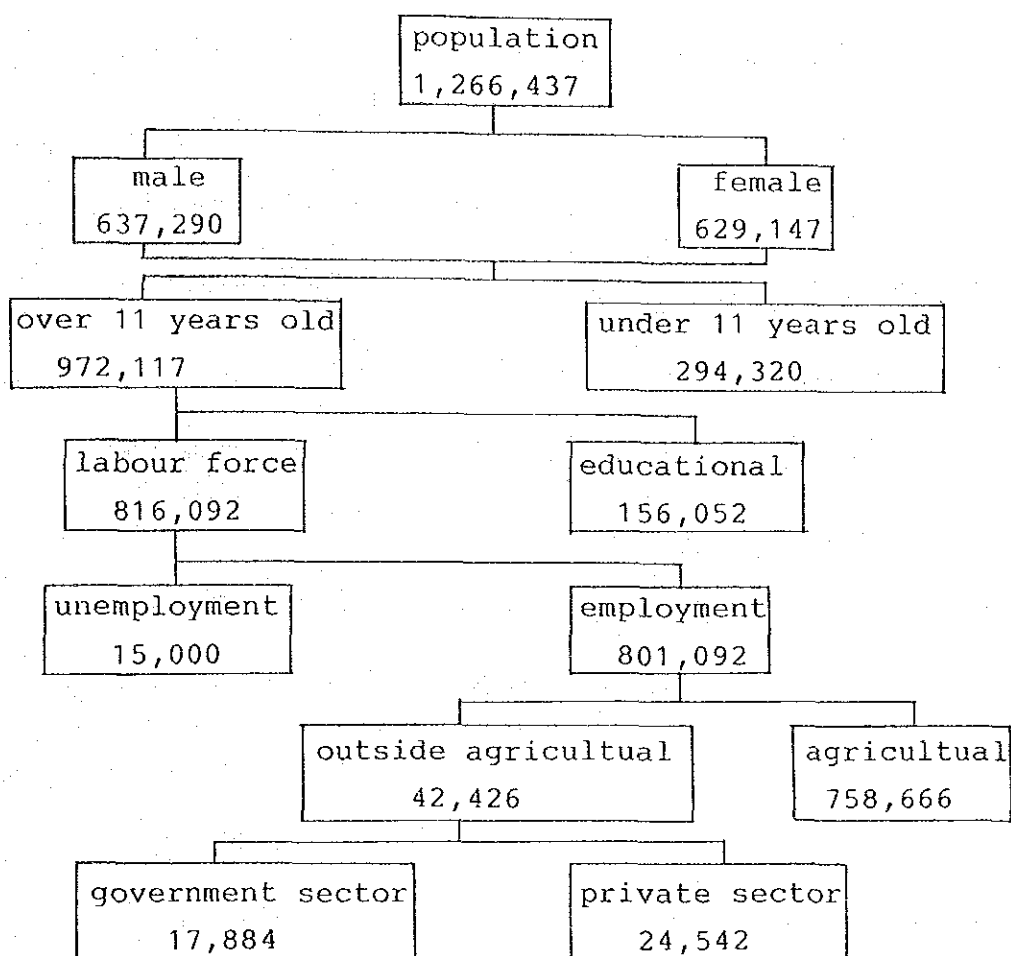 population
1,266,437
male
637,290
female
629,147
over 11 years old
972,117
under 11 years old
294,320
labour force
816,092
educational
156,052
unemployment
15,000
employment
801,092
outside agricultual
42,426
agricultual
758,666
government sector
17,884
private sector
24,542